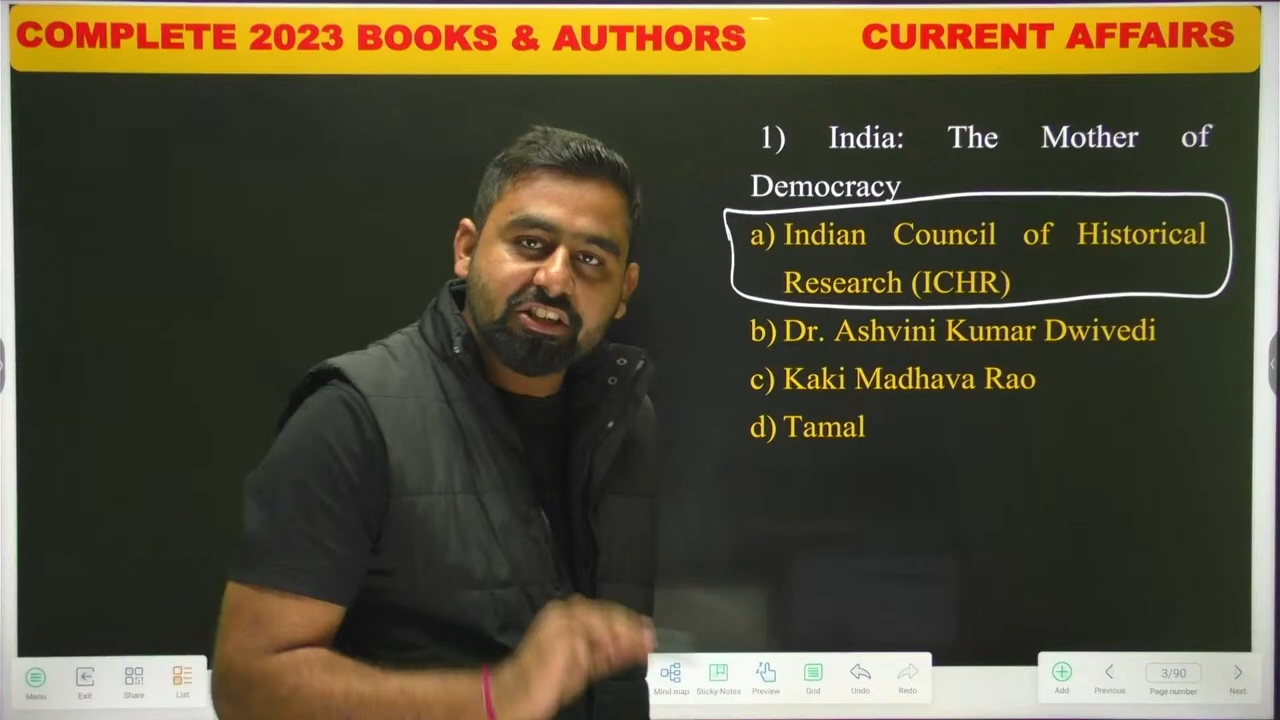 COMPLETE 2023 BOOKS & AUTHORS CURRENT AFFAIRS
1) India: The Mother of
Democracy
a) Indian Council of Historical
Research (ICHR)
b) Dr. Ashvini Kumar Dwivedi
c) Kaki Madhava Rao
d) Tamal
Menu Exit Share List Mind map Sticky Notes Preview Grid Undo Redo Add Previous 3/90 Page number Next